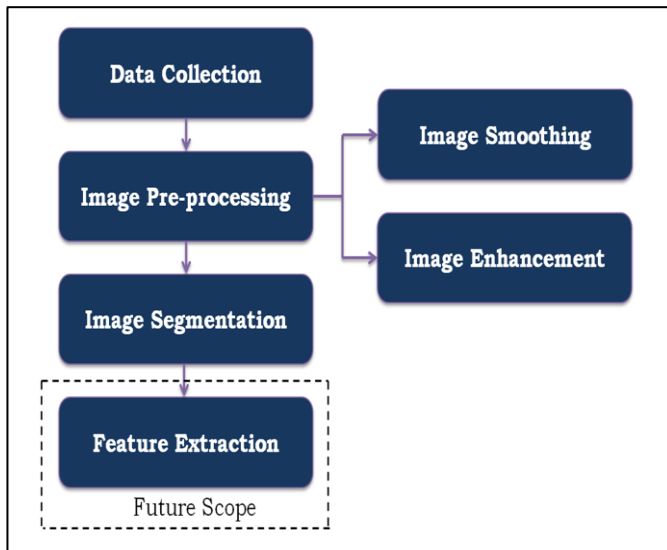 Data Collection
Image Smoothing
Image Pre-processing
Image Enhancement
Image Segmentation
Feature Extraction
Future Scope